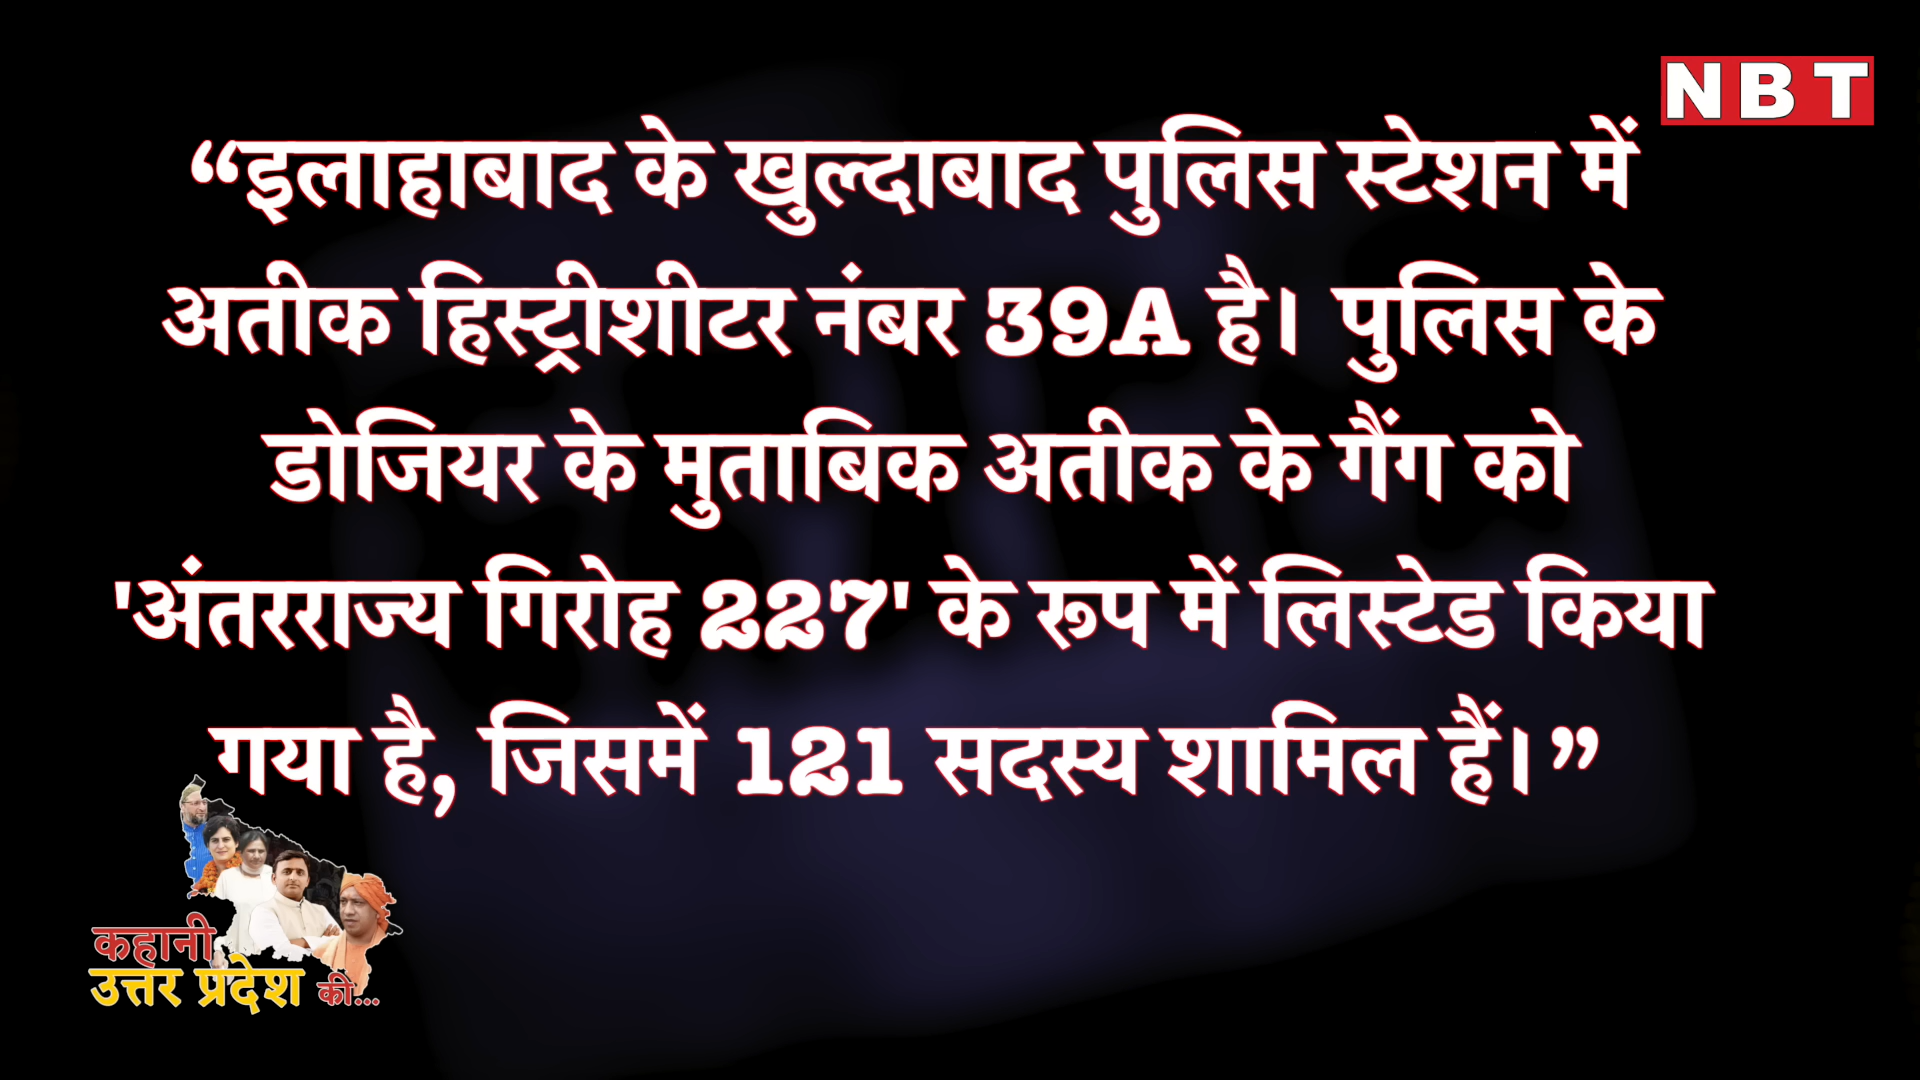 NBT
“इलाहाबाद के खुल्दाबाद पुलिस स्टेशन में
अतीक हिस्ट्रीशीटर नंबर 39A है। पुलिस के
डोजियर के मुताबिक अतीक के गैंग को
'अंतरराज्य गिरोह 227' के रूप में लिस्टेड किया
गया है, जिसमें 121 सदस्य शामिल हैं।”
कहानी
उत्तर प्रदेश की...